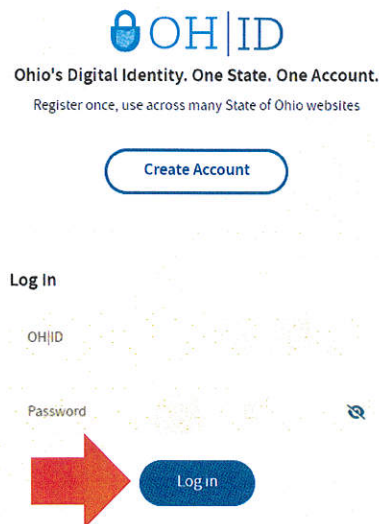 OH|ID
Ohio's Digital Identity. One State. One Account.
Register once, use across many State of Ohio websites
Create Account
Log In
OH|ID
Password
Log in